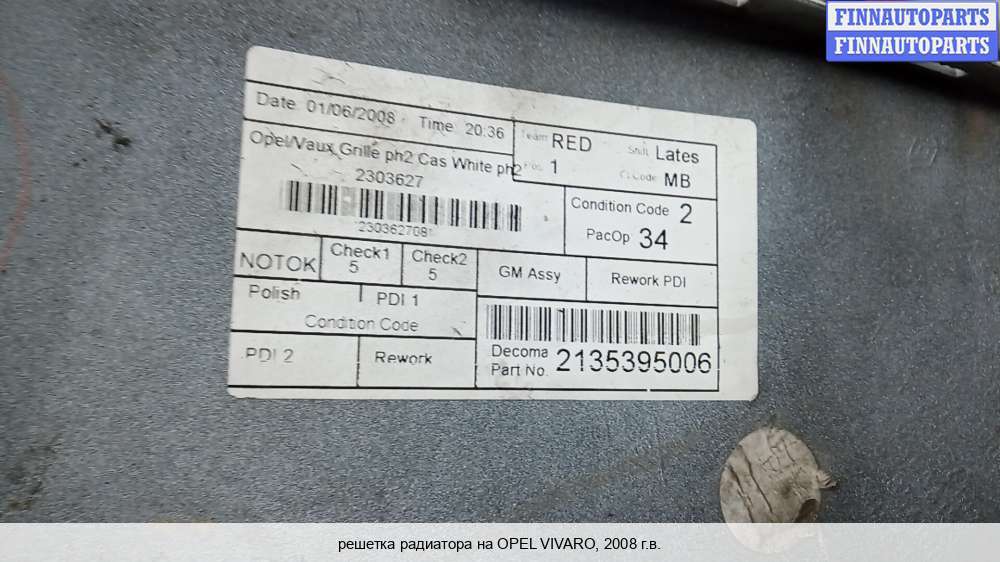 FINNAUTOPARTS
FINNAUTOPARTS
Date 01/06/2008 Time 20:36
Team RED
Shift Lates
Opel/Vaux Grille ph2 Cas White ph2
Pos 1
MB
2303627
230362708
Condition Code 2
PacOp 34
NOTOK
Check1
5
Check2
5
GM Assy
Rework PDI
Polish
PDI 1
Condition Code
PDI 2
Rework
Decoma
Part No. 2135395006
решетка радиатора на OPEL VIVARO, 2008 г.в.